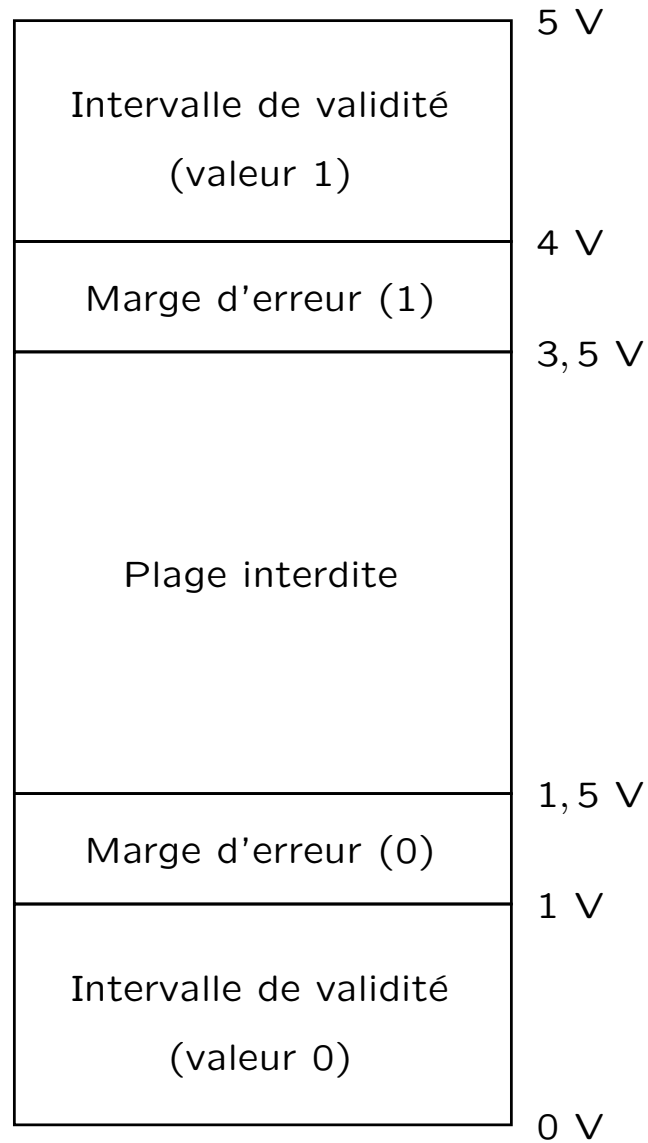 5 V
Intervalle de validité
(valeur 1)
4 V
Marge d'erreur (1)
3,5 V
Plage interdite
1,5 V
Marge d'erreur (0)
1 V
Intervalle de validité
(valeur 0)
0 V